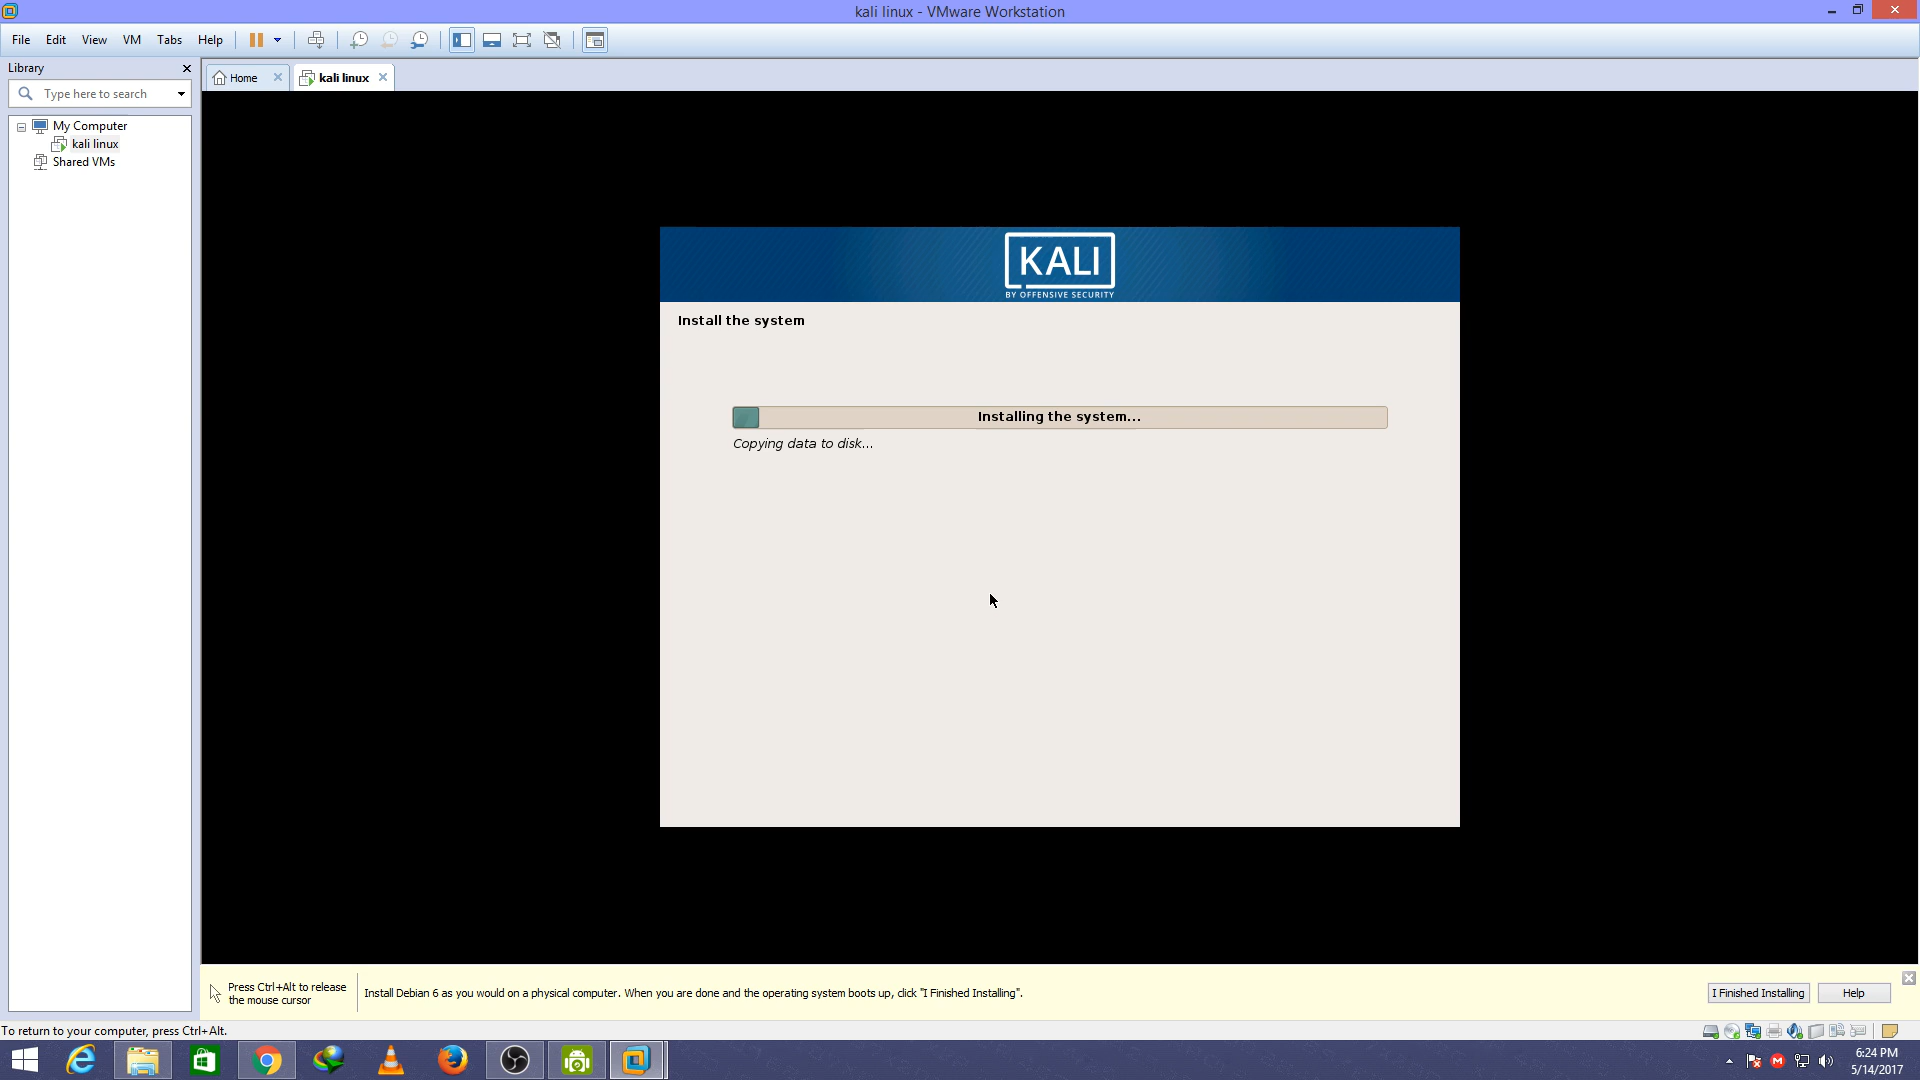 kali linux - VMware Workstation
File Edit View VM Tabs Help
Library
Home
kali linux
Type here to search
My Computer
kali linux
Shared VMs
KALI
BY OFFENSIVE SECURITY
Install the system
Installing the system...
Copying data to disk...
Press Ctrl+Alt to release
the mouse cursor
Install Debian 6 as you would on a physical computer. When you are done and the operating system boots up, click "I Finished Installing".
I Finished Installing
Help
To return to your computer, press Ctrl+Alt.
6:24 PM
5/14/2017